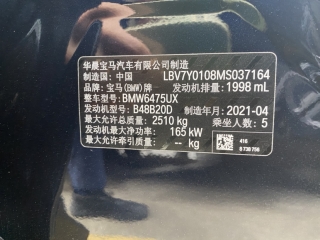 华晨宝马汽车有限公司制造
制造国：中国 LBV7Y0108MS037164
品牌：宝马(BMW)牌 发动机排量：1998 mL
整车型号：BMW6475UX
发动机型号：B48B20D 制造年月：2021-04
最大允许总质量：2510 kg 乘坐人数：5
发动机最大净功率：165 kW
最大允许牵引质量：-- kg
416